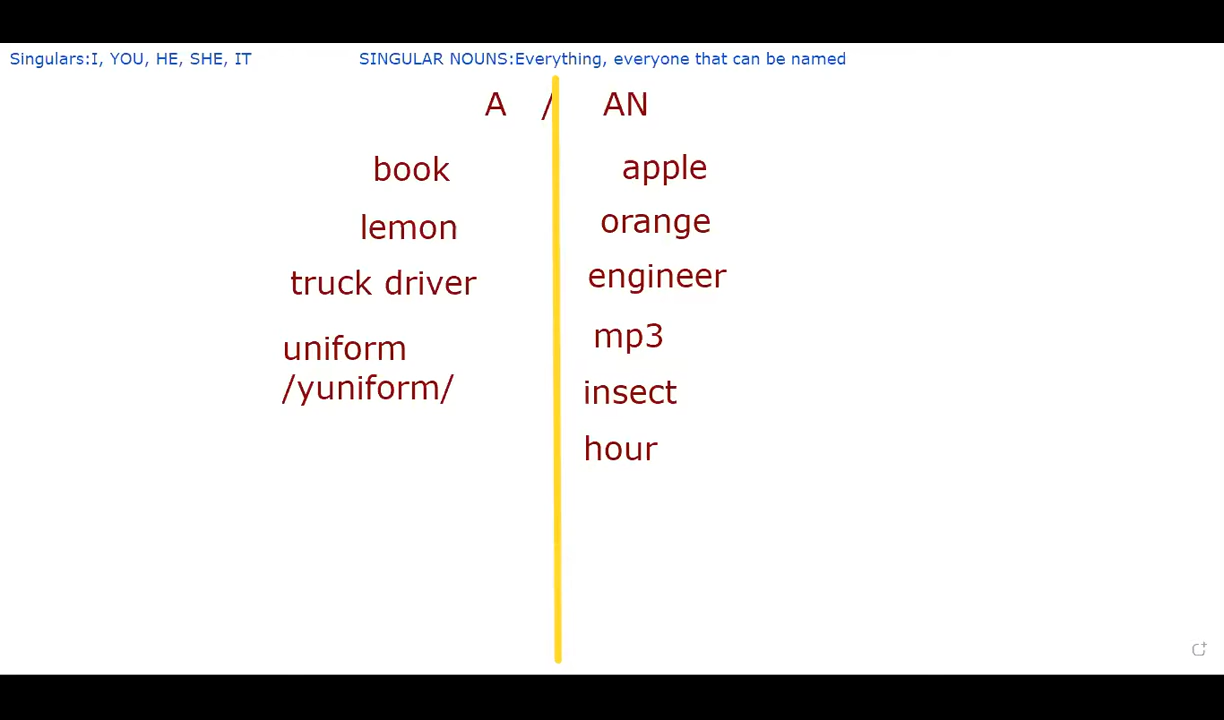 Singulars:I, YOU, HE, SHE, IT
SINGULAR NOUNS:Everything, everyone that can be named
A / AN
book
lemon
truck driver
uniform
/yuniform/
apple
orange
engineer
mp3
insect
hour